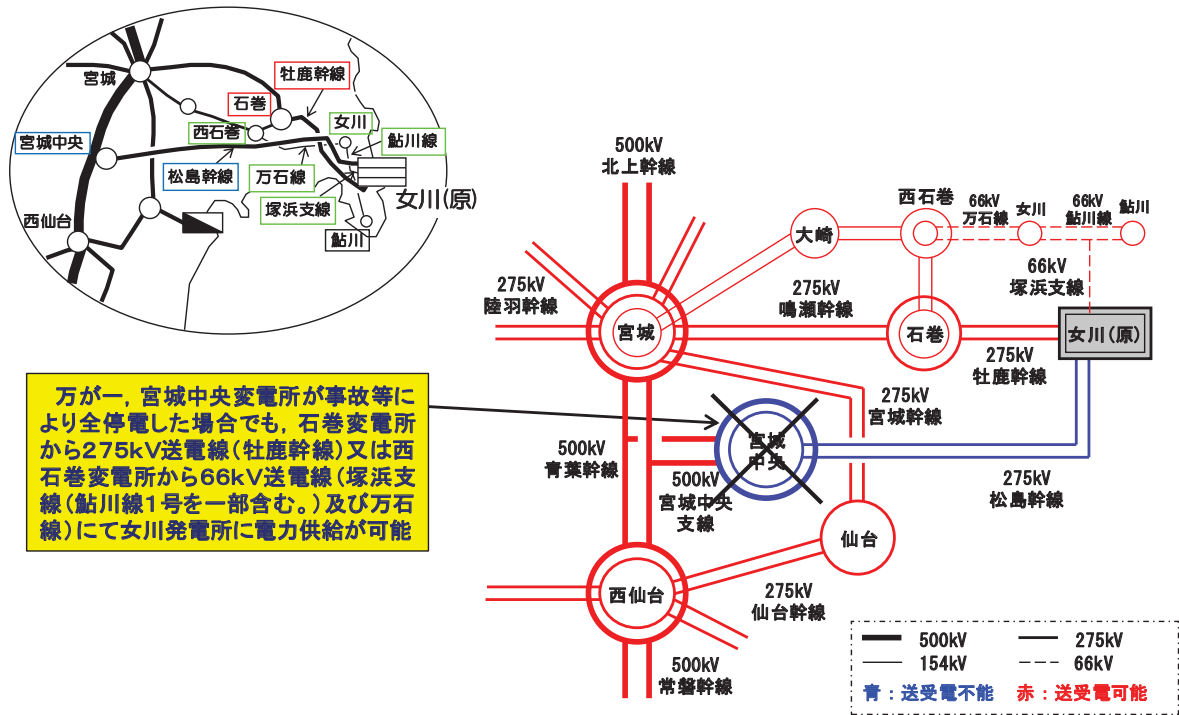 宮城
牡鹿幹線
石巻
女川
西石巻
鮎川線
宮城中央
松島幹線
万石線
塚浜支線
女川(原)
西仙台
鮎川
500kV
北上幹線
西石巻
66kV
万石線
女川
66kV
鮎川線
鮎川
大崎
66kV
塚浜支線
275kV
陸羽幹線
275kV
鳴瀬幹線
宮城
石巻
女川(原)
275kV
牡鹿幹線
275kV
宮城幹線
万が一，宮城中央変電所が事故等に
より全停電した場合でも，石巻変電所
から275kV送電線(牡鹿幹線)又は西
石巻変電所から66kV送電線(塚浜支
線(鮎川線1号を一部含む。)及び万石
線)にて女川発電所に電力供給が可能
500kV
青葉幹線
宮城
中央
500kV
宮城中央
支線
275kV
松島幹線
仙台
西仙台
275kV
仙台幹線
500kV
常磐幹線
500kV
275kV
154kV
66kV
青：送受電不能
赤：送受電可能